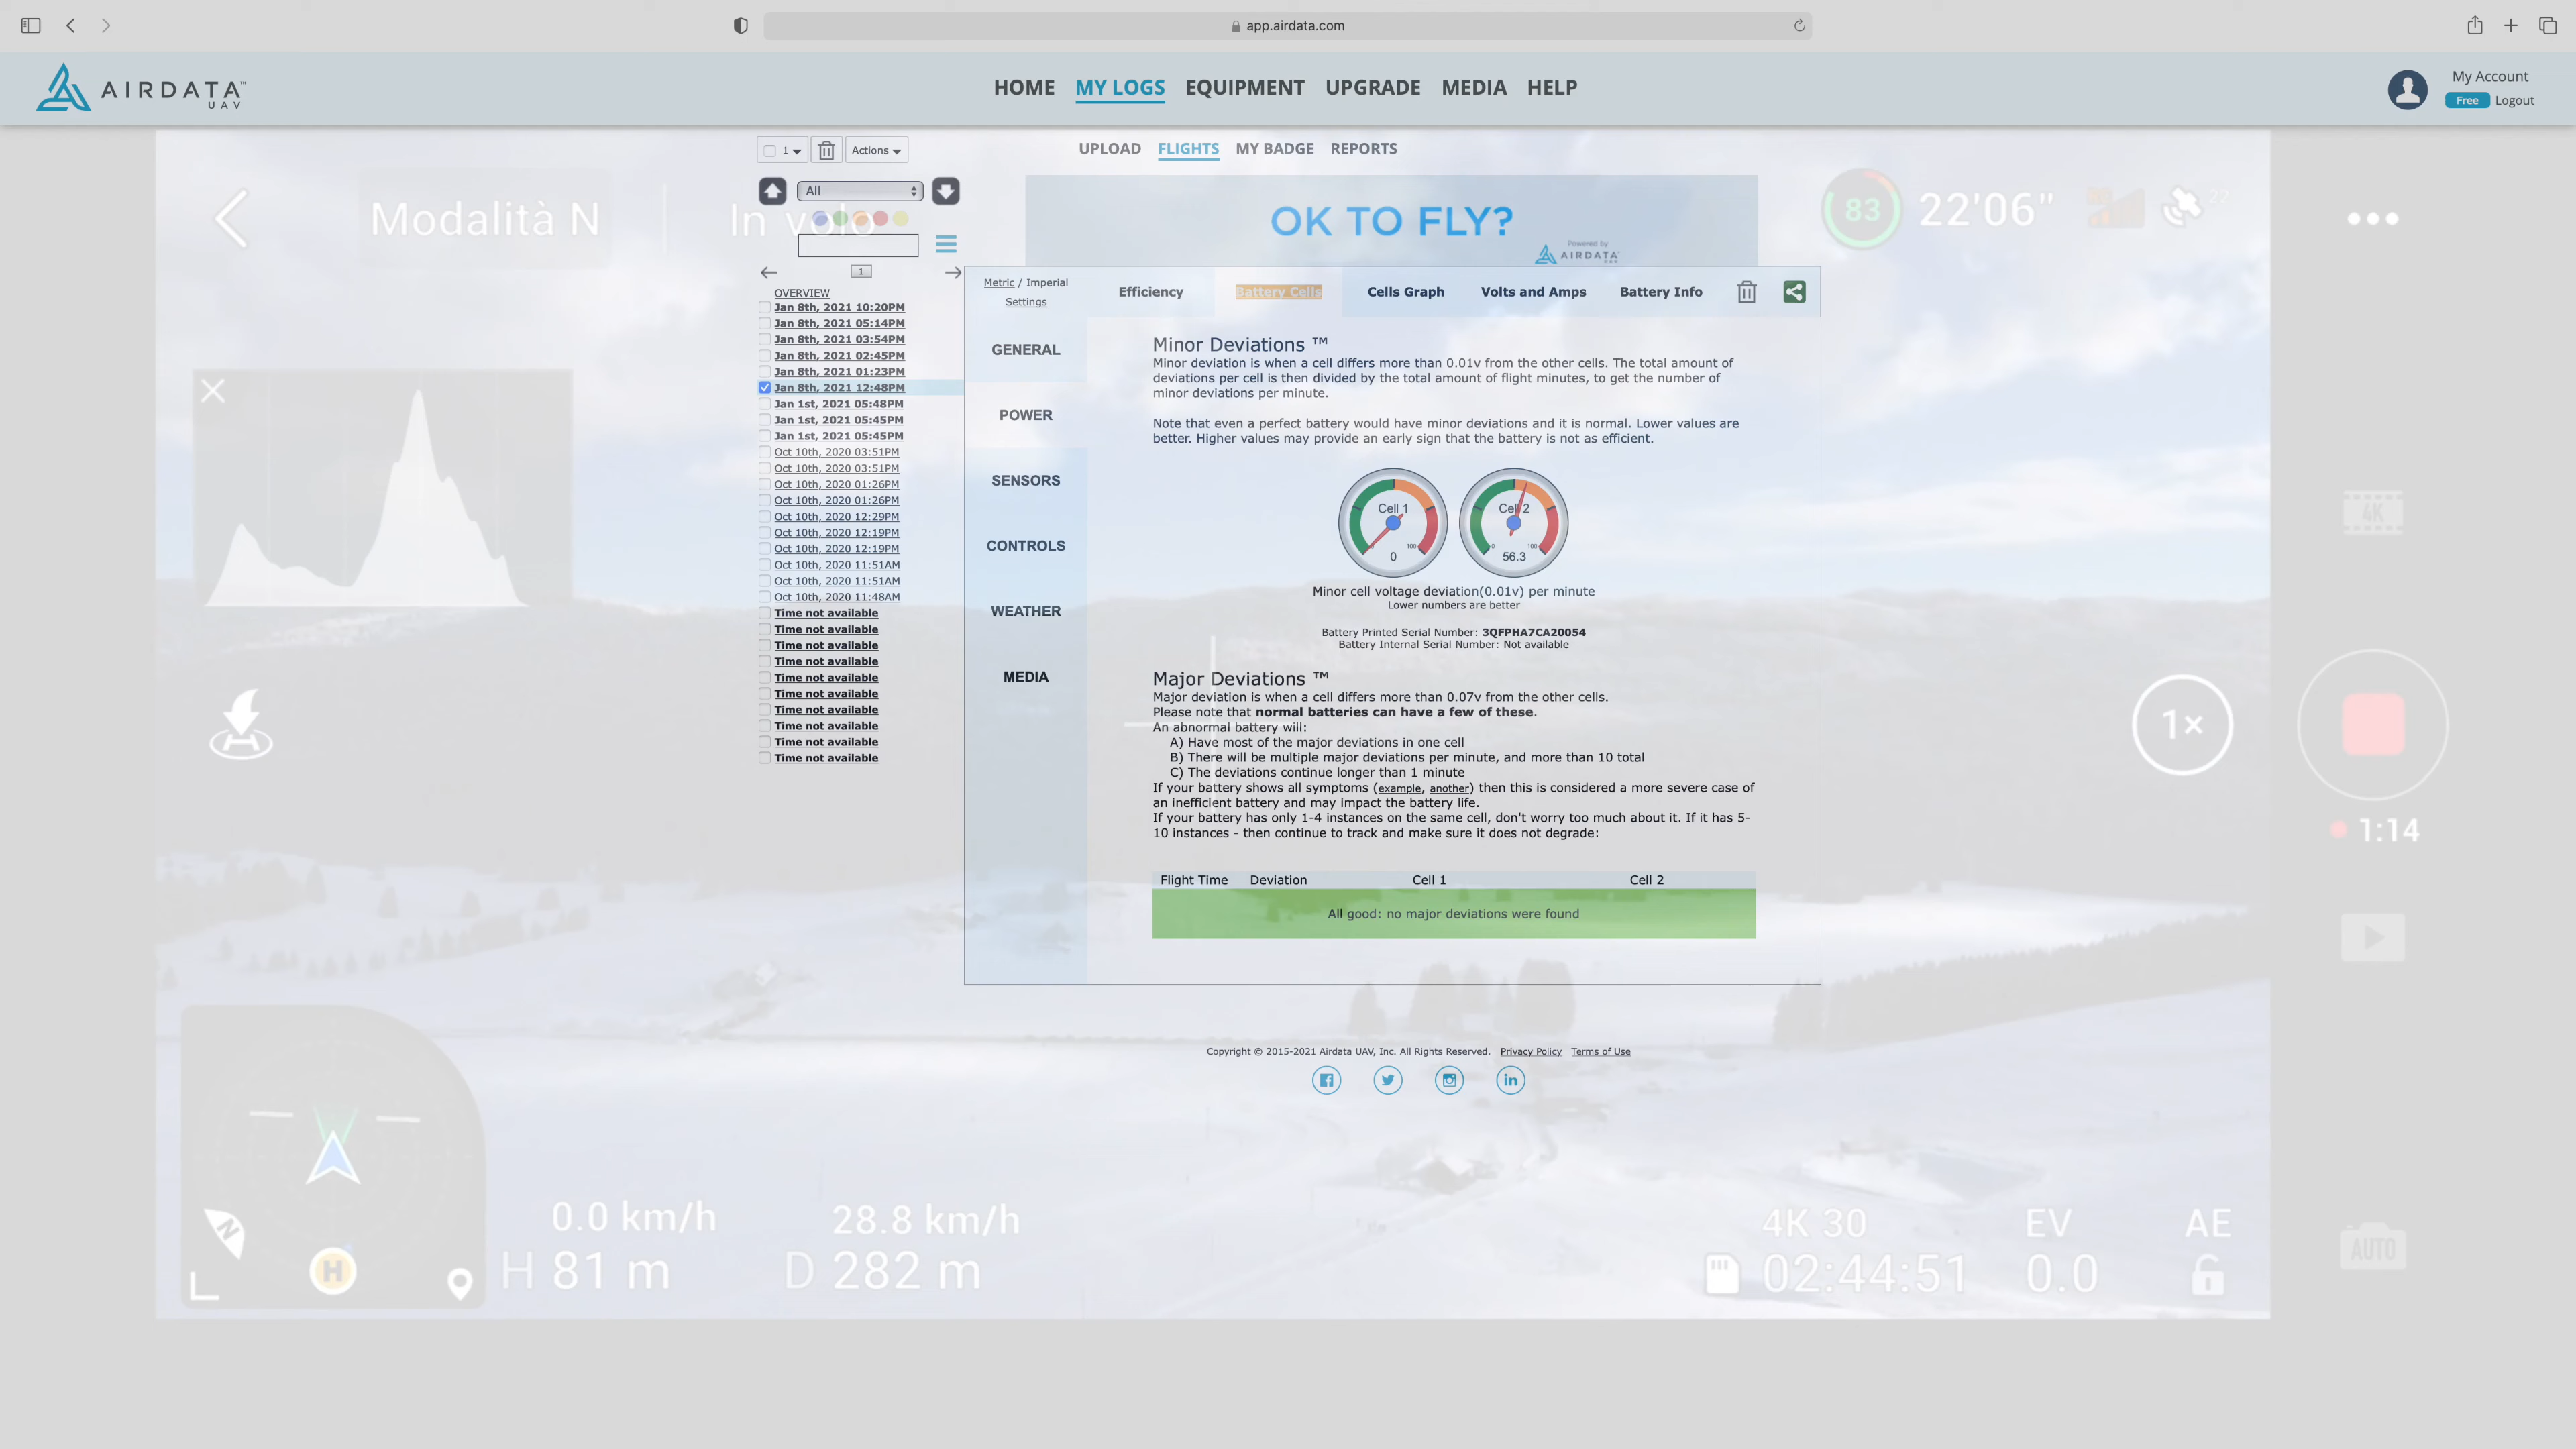 app.airdata.com
AIRDATA™
UAV
HOME MY LOGS EQUIPMENT UPGRADE MEDIA HELP
My Account
Free Logout
1 Actions
UPLOAD FLIGHTS MY BADGE REPORTS
All
Modalità N
In volo
OK TO FLY?
Powered by
AIRDATA
83 22'06" 22
1
Metric / Imperial
Settings
Efficiency Battery Cells Cells Graph Volts and Amps Battery Info
OVERVIEW
Jan 8th, 2021 10:20PM
Jan 8th, 2021 05:14PM
Jan 8th, 2021 03:54PM
Jan 8th, 2021 02:45PM
Jan 8th, 2021 01:23PM
Jan 8th, 2021 12:48PM
Jan 1st, 2021 05:48PM
Jan 1st, 2021 05:45PM
Jan 1st, 2021 05:45PM
Oct 10th, 2020 03:51PM
Oct 10th, 2020 03:51PM
Oct 10th, 2020 01:26PM
Oct 10th, 2020 01:26PM
Oct 10th, 2020 12:29PM
Oct 10th, 2020 12:19PM
Oct 10th, 2020 12:19PM
Oct 10th, 2020 11:51AM
Oct 10th, 2020 11:51AM
Oct 10th, 2020 11:48AM
Time not available
Time not available
Time not available
Time not available
Time not available
Time not available
Time not available
Time not available
Time not available
Time not available
GENERAL
POWER
SENSORS
CONTROLS
WEATHER
MEDIA
Minor Deviations ™
Minor deviation is when a cell differs more than 0.01v from the other cells. The total amount of
deviations per cell is then divided by the total amount of flight minutes, to get the number of
minor deviations per minute.
Note that even a perfect battery would have minor deviations and it is normal. Lower values are
better. Higher values may provide an early sign that the battery is not as efficient.
Cell 1 Cell 2
0 100 0 100
0 56.3
Minor cell voltage deviation(0.01v) per minute
Lower numbers are better
Battery Printed Serial Number: 3QFPHA7CA20054
Battery Internal Serial Number: Not available
Major Deviations ™
Major deviation is when a cell differs more than 0.07v from the other cells.
Please note that normal batteries can have a few of these.
An abnormal battery will:
A) Have most of the major deviations in one cell
B) There will be multiple major deviations per minute, and more than 10 total
C) The deviations continue longer than 1 minute
If your battery shows all symptoms (example, another) then this is considered a more severe case of
an inefficient battery and may impact the battery life.
If your battery has only 1-4 instances on the same cell, don't worry too much about it. If it has 5-
10 instances - then continue to track and make sure it does not degrade:
Flight Time Deviation Cell 1 Cell 2
All good: no major deviations were found
4K
1×
1:14
Copyright © 2015-2021 Airdata UAV, Inc. All Rights Reserved. Privacy Policy Terms of Use
N
H
0.0 km/h 28.8 km/h
H 81 m D 282 m
4K 30 EV AE
02:44:51 0.0
AUTO